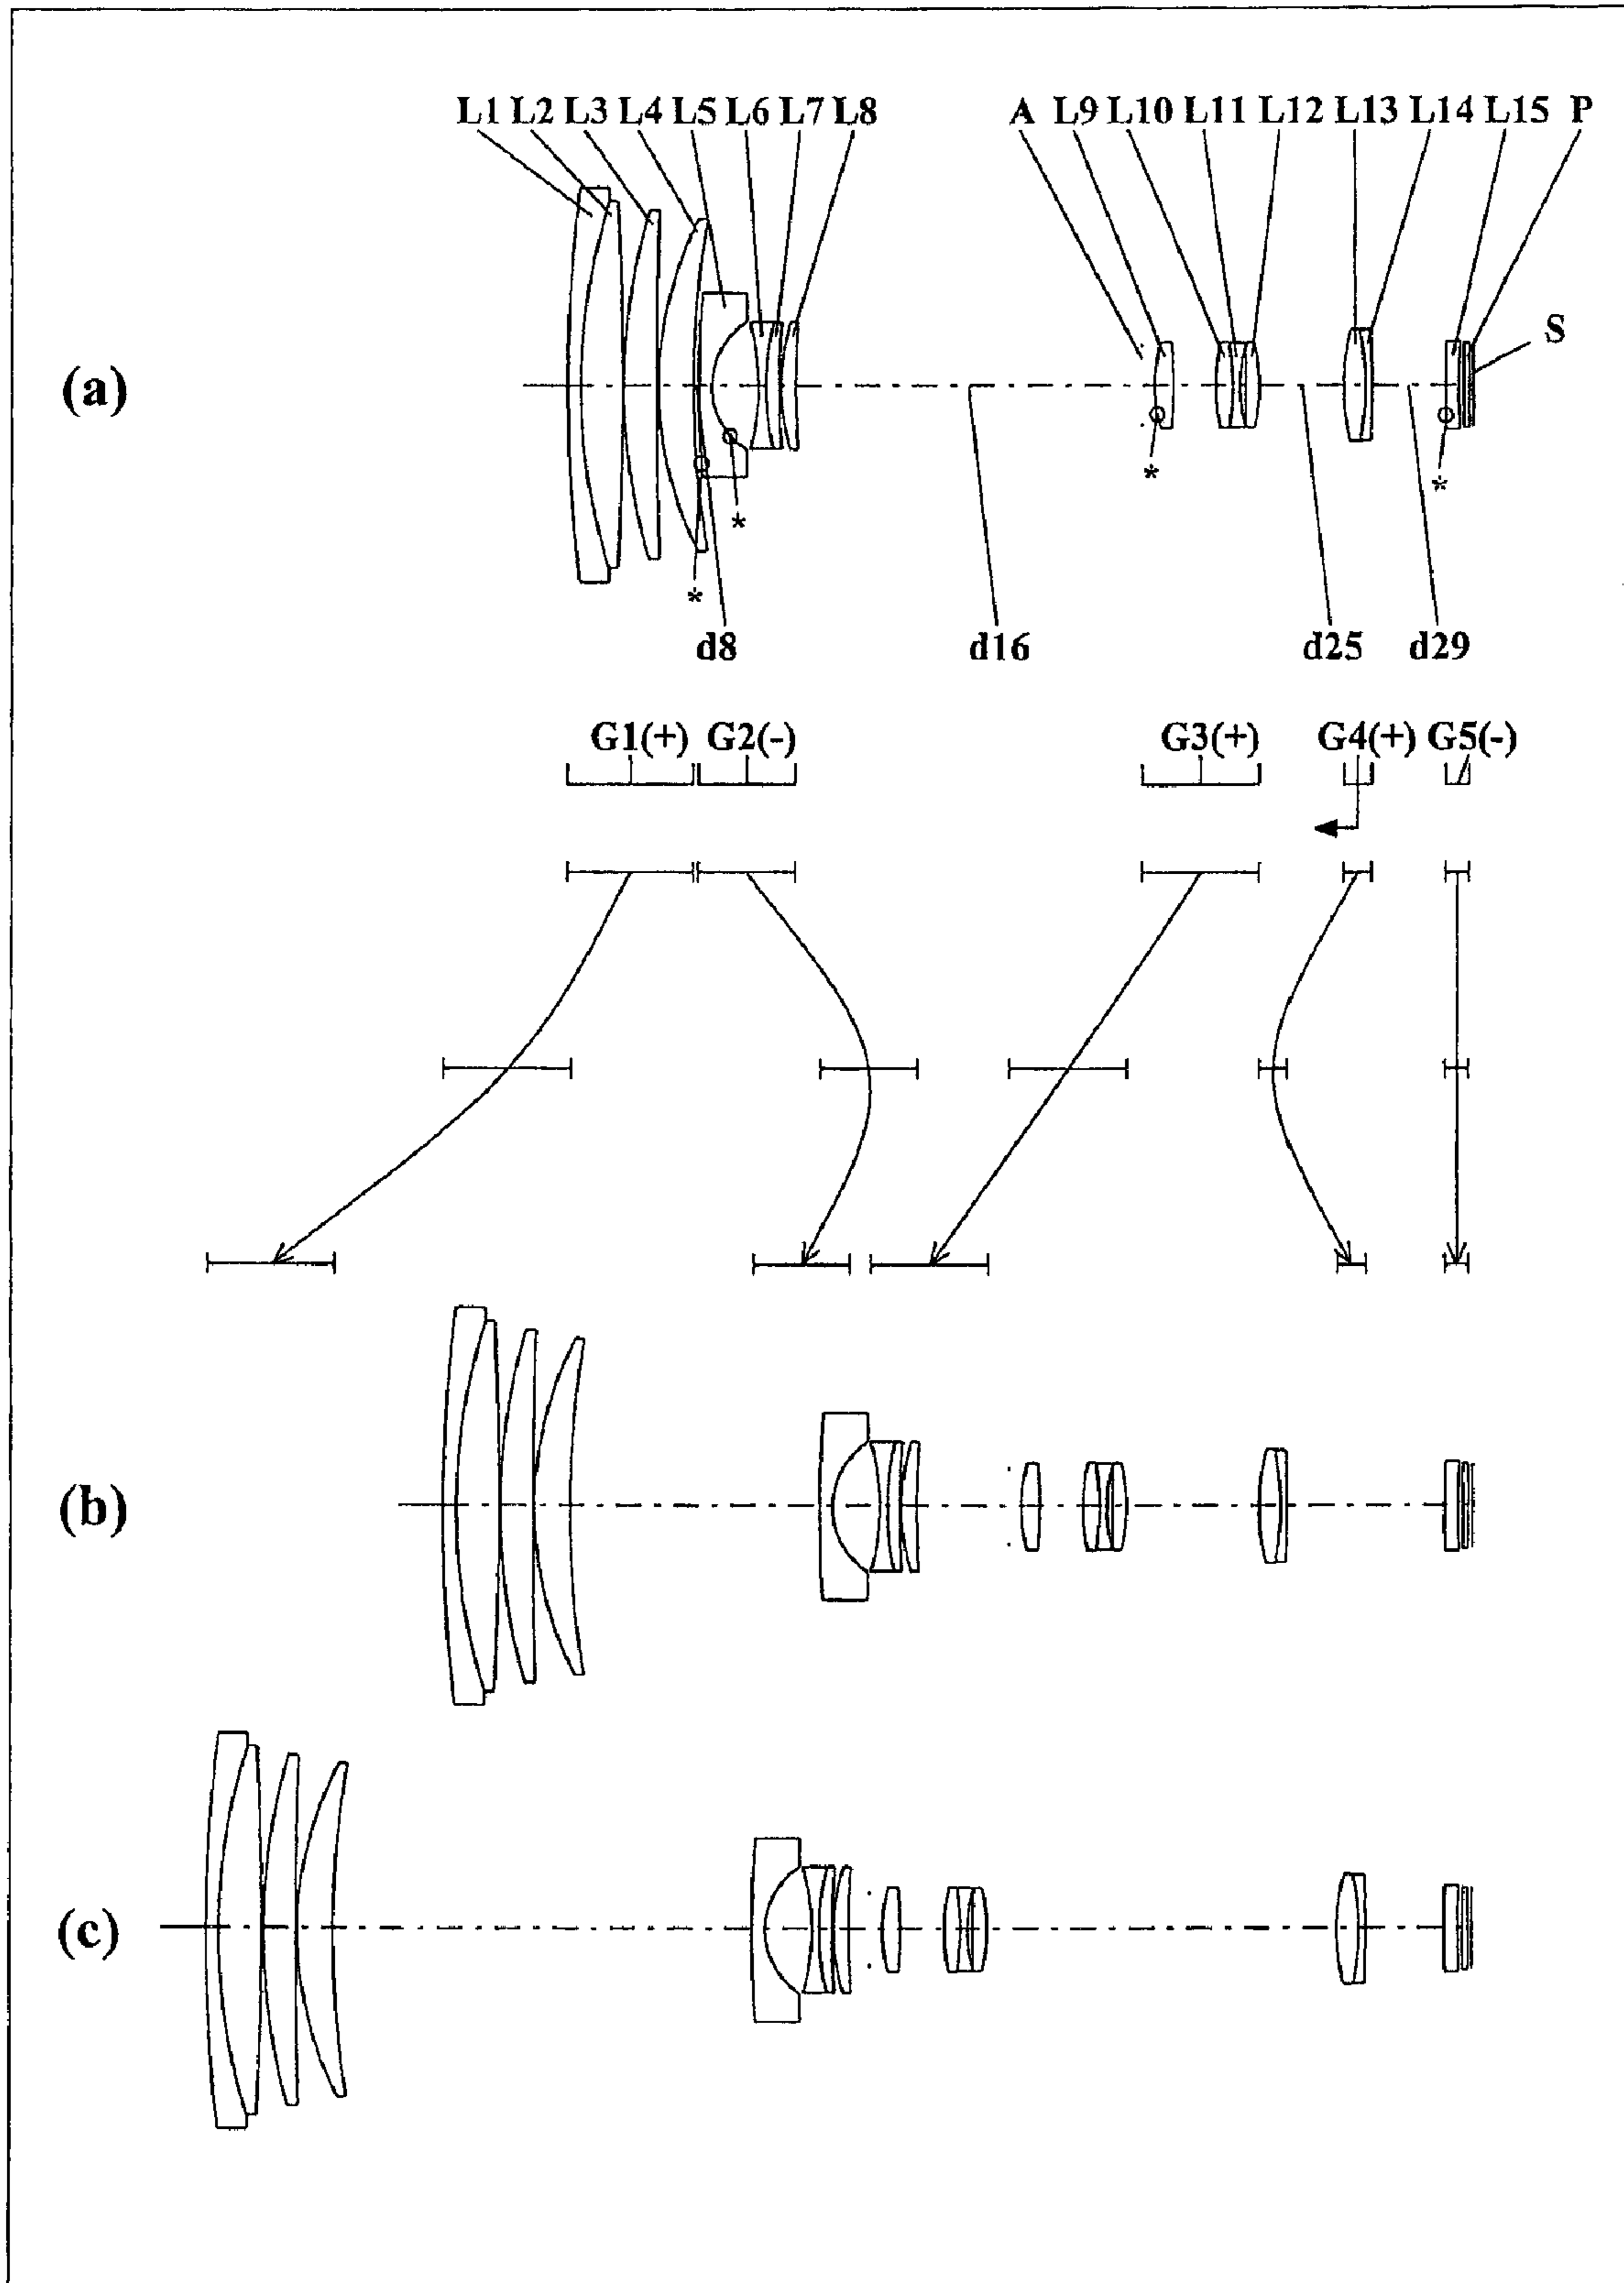 L1 L2 L3 L4 L5 L6 L7 L8 A L9 L10 L11 L12 L13 L14 L15 P
S
(a)
*
*
*
*
d8 d16 d25 d29
G1(+) G2(-) G3(+) G4(+) G5(-)
(b)
(c)